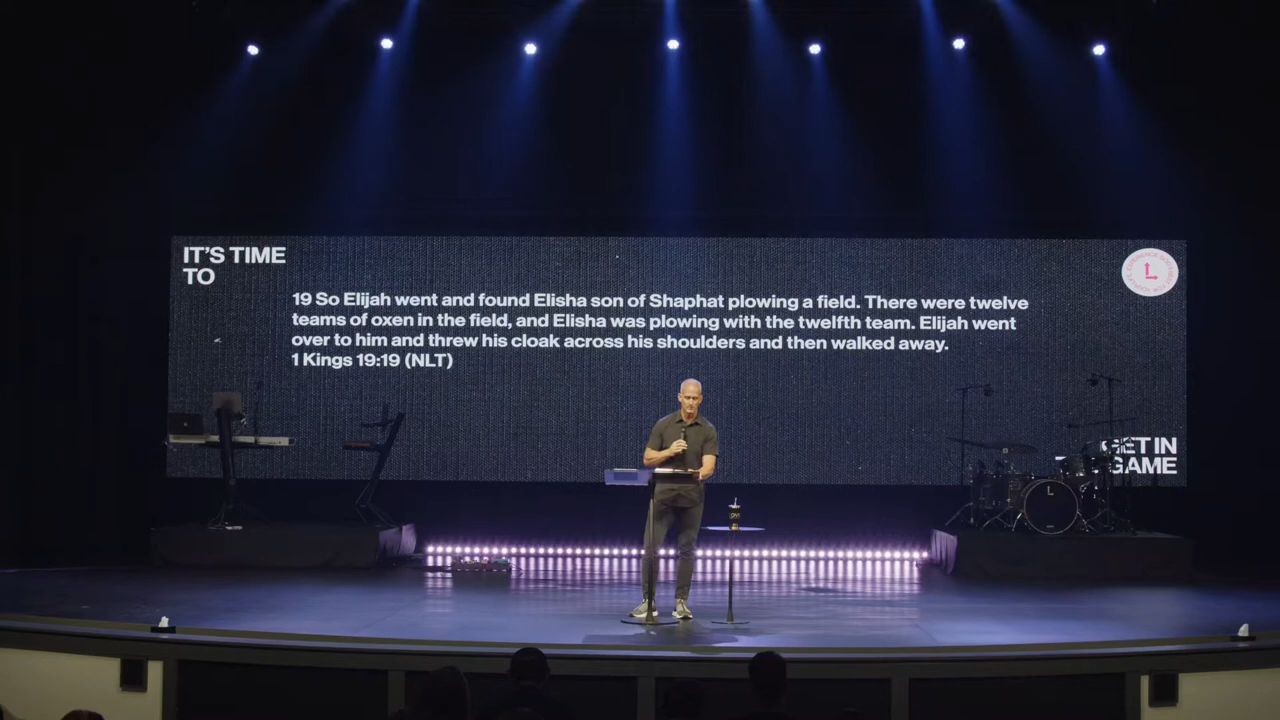 IT'S TIME
TO
19 So Elijah went and found Elisha son of Shaphat plowing a field. There were twelve
teams of oxen in the field, and Elisha was plowing with the twelfth team. Elijah went
over to him and threw his cloak across his shoulders and then walked away.
1 Kings 19:19 (NLT)
L
GET IN
GAME
L